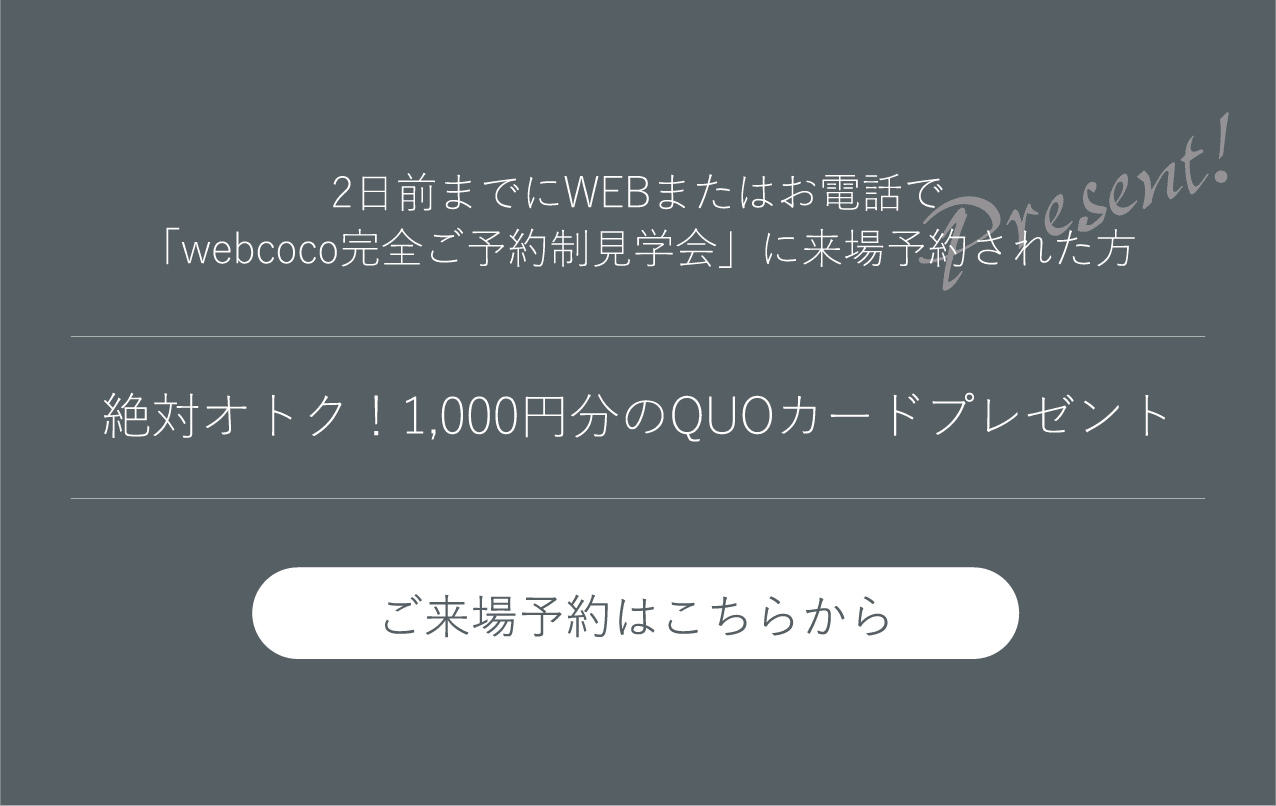 Present!
2日前までにWEBまたはお電話で
「webcoco完全ご予約制見学会」に来場予約された方
絶対オトク！1,000円分のQUOカードプレゼント
ご来場予約はこちらから